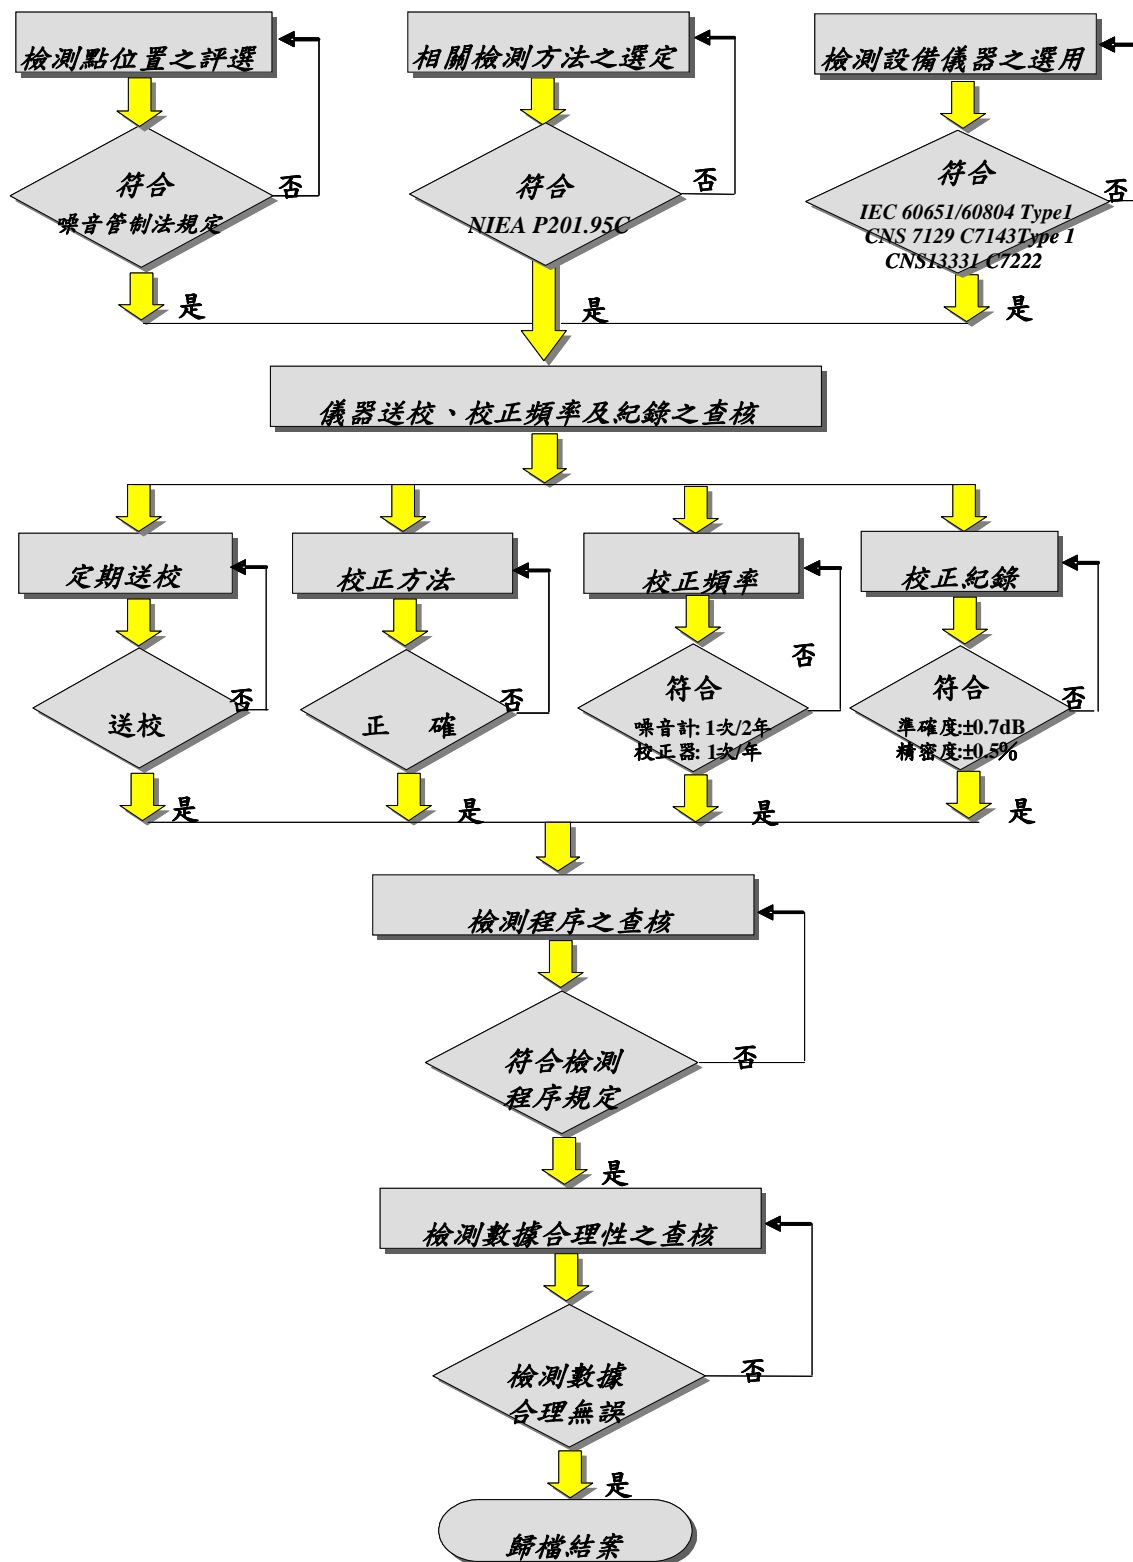 檢測點位置之評選
相關檢測方法之選定
檢測設備儀器之選用
符合
噪音管制法規定
否
符合
NIEA P201.95C
否
符合
IEC 60651/60804 Type1
CNS 7129 C7143Type 1
CNS13331 C7222
否
是
是
是
儀器送校、校正頻率及紀錄之查核
定期送校
校正方法
校正頻率
校正紀錄
送校
否
正 確
否
符合
噪音計: 1次/2年
校正器: 1次/年
否
符合
準確度:±0.7dB
精密度:±0.5%
否
是
是
是
是
檢測程序之查核
符合檢測
程序規定
否
是
檢測數據合理性之查核
檢測數據
合理無誤
否
是
歸檔結案